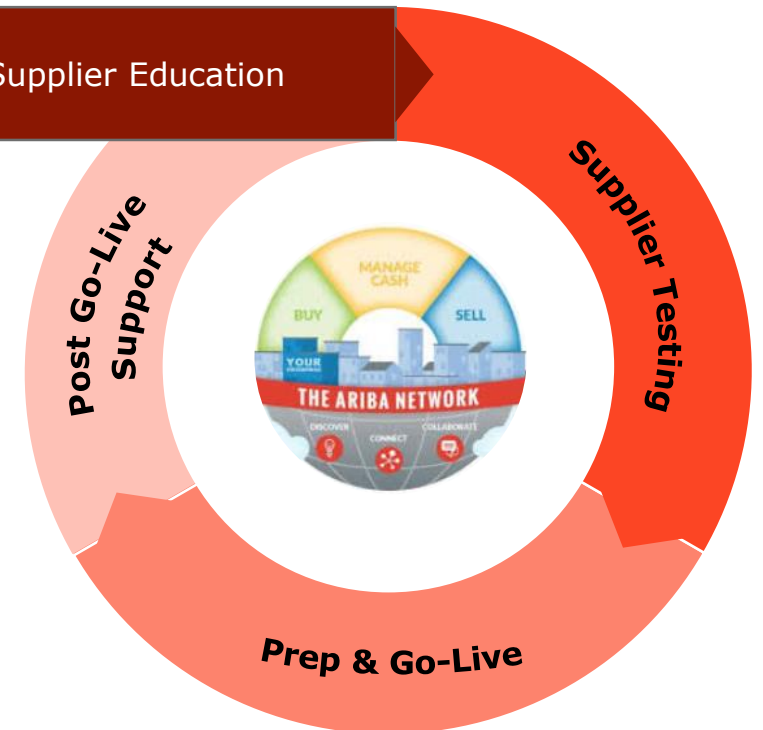 Supplier Education
Supplier Testing
Prep & Go-Live
Post Go-Live
Support
MANAGE
CASH
BUY
SELL
YOUR
ENTERPRISE
THE ARIBA NETWORK
DISCOVER
CONNECT
COLLABORATE